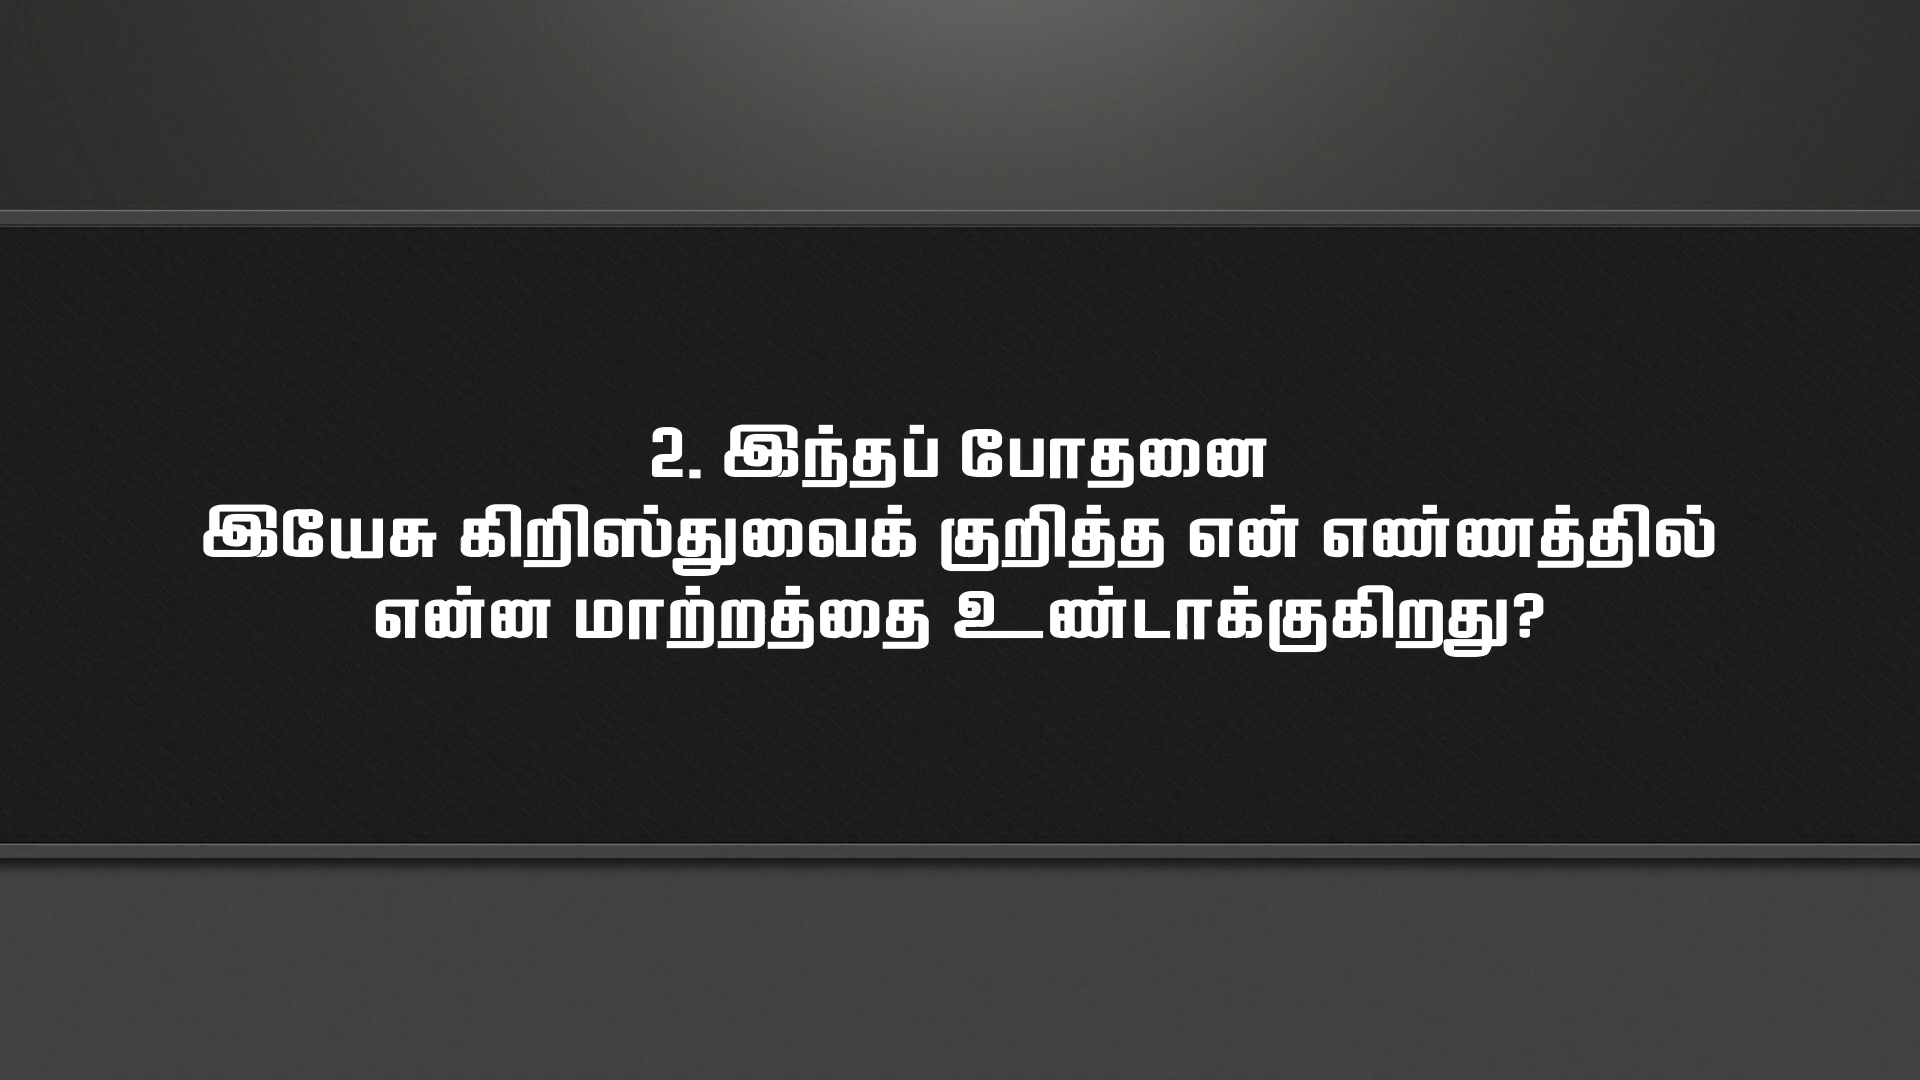 2. இந்தப் போதனை
இயேசு கிறிஸ்துவைக் குறித்த என் எண்ணத்தில்
என்ன மாற்றத்தை உண்டாக்குகிறது?